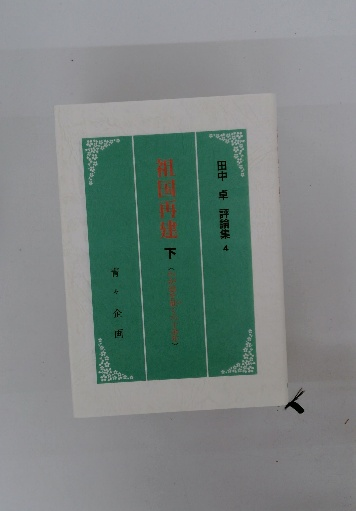 田中 卓 評論集 4
祖国再建 下
青々企画